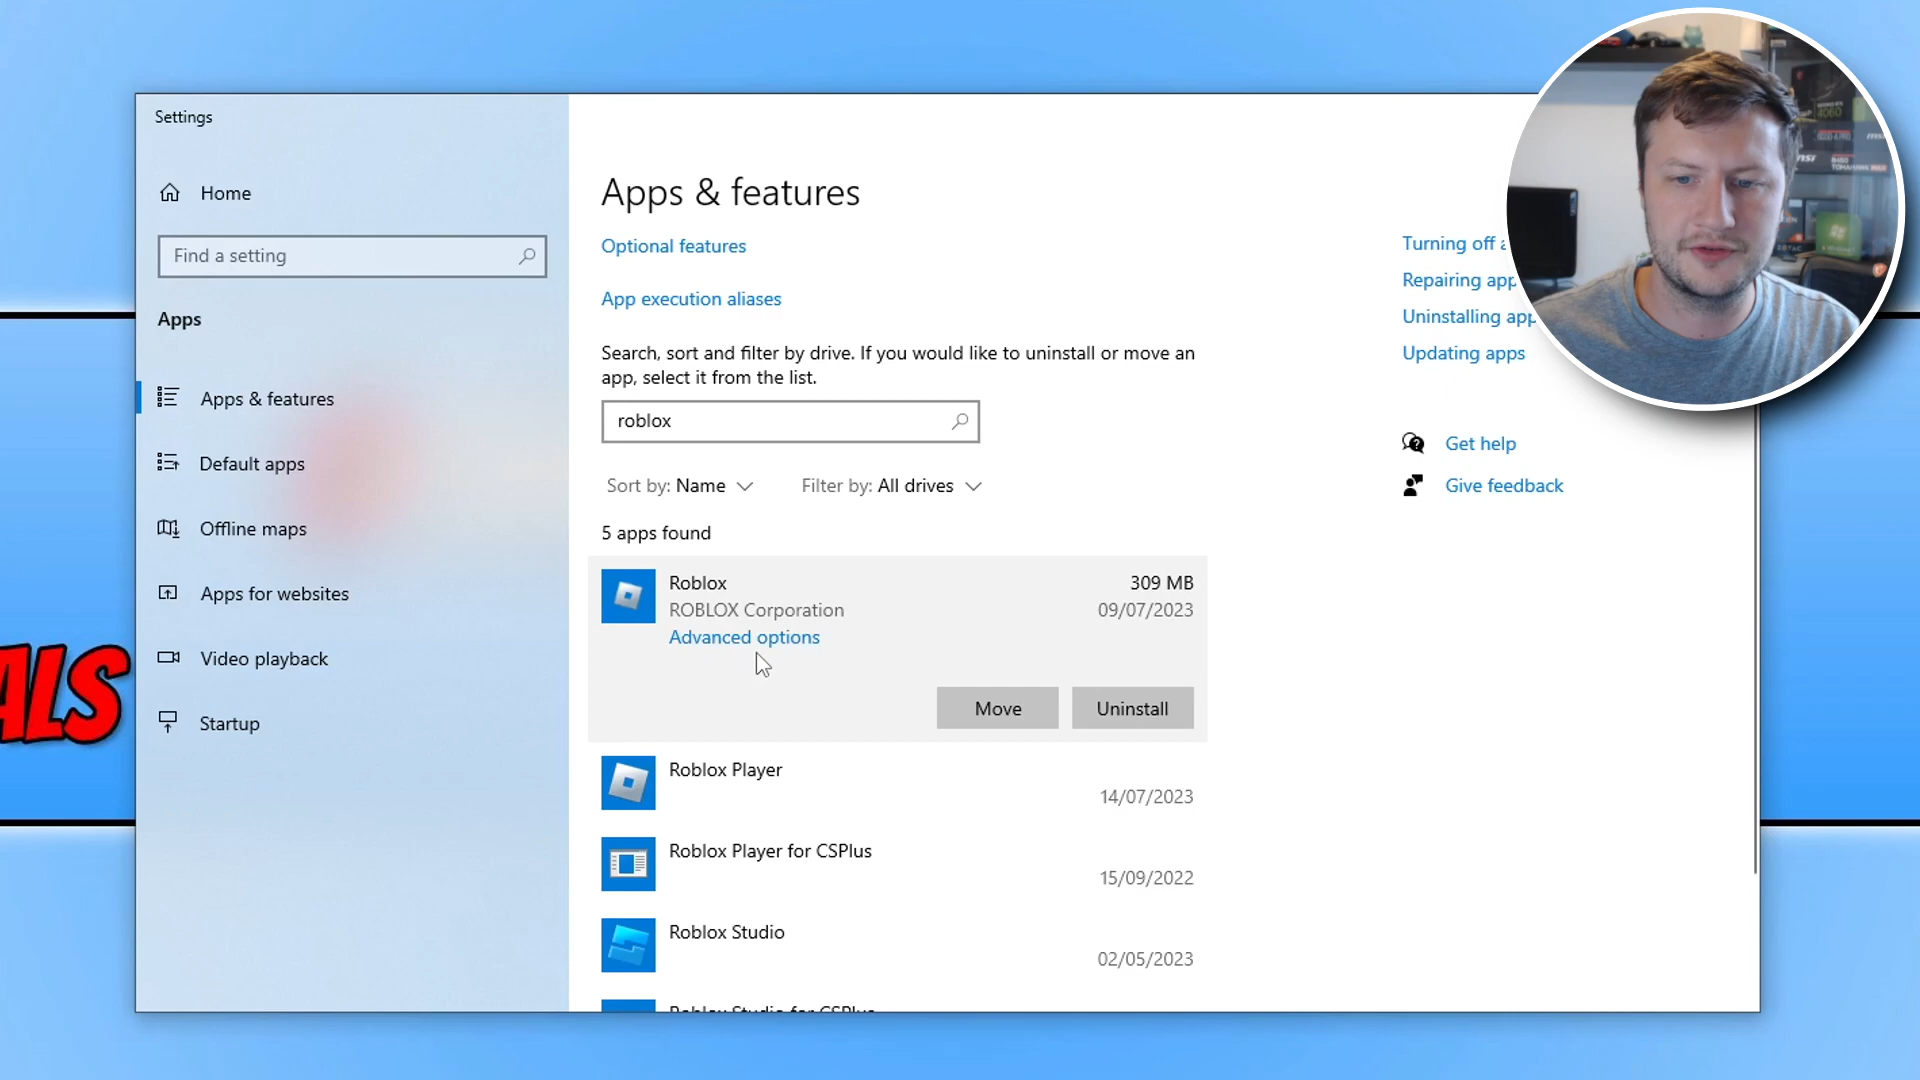 Settings
Home
Find a setting
Apps
Apps & features
Default apps
Offline maps
Apps for websites
Video playback
Startup
ALS
Apps & features
Optional features
App execution aliases
Search, sort and filter by drive. If you would like to uninstall or move an
app, select it from the list.
roblox
Sort by: Name
Filter by: All drives
5 apps found
Roblox
309 MB
ROBLOX Corporation
09/07/2023
Advanced options
Move
Uninstall
Roblox Player
14/07/2023
Roblox Player for CSPlus
15/09/2022
Roblox Studio
02/05/2023
Roblox Studio for CSPlus
Turning off
Repairing app
Uninstalling app
Updating apps
Get help
Give feedback
4060
msi